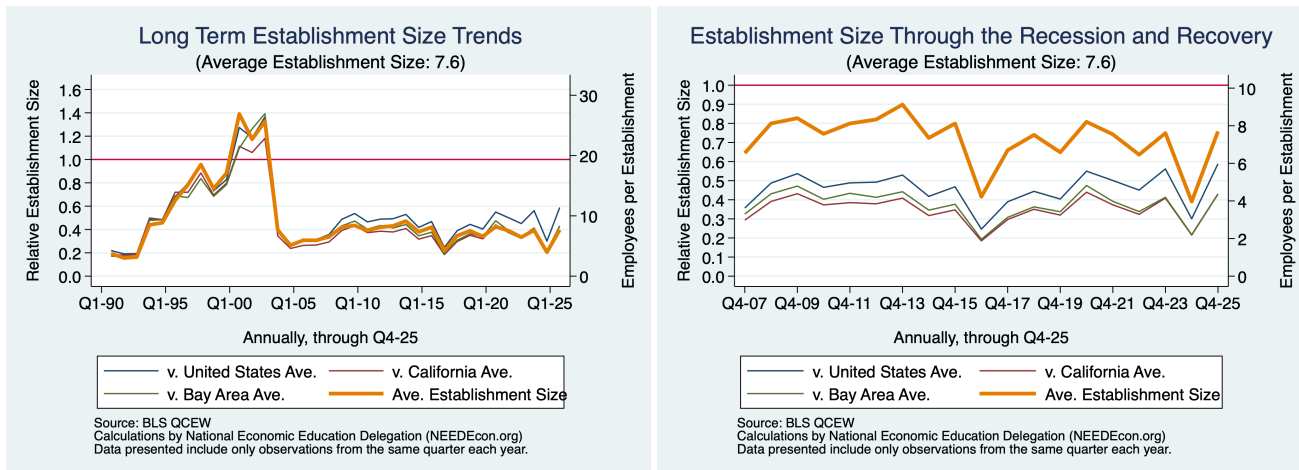 Long Term Establishment Size Trends
(Average Establishment Size: 7.6)
Relative Establishment Size
1.6
1.4
1.2
1.0
0.8
0.6
0.4
0.2
0.0
30
20
10
0
Employees per Establishment
Q1-90 Q1-95 Q1-00 Q1-05 Q1-10 Q1-15 Q1-20 Q1-25
Annually, through Q4-25
v. United States Ave. v. California Ave.
v. Bay Area Ave. Ave. Establishment Size
Source: BLS QCEW
Calculations by National Economic Education Delegation (NEEDEcon.org)
Data presented include only observations from the same quarter each year.
Establishment Size Through the Recession and Recovery
(Average Establishment Size: 7.6)
Relative Establishment Size
1.0
0.9
0.8
0.7
0.6
0.5
0.4
0.3
0.2
0.1
0.0
10
8
6
4
2
0
Employees per Establishment
Q4-07 Q4-09 Q4-11 Q4-13 Q4-15 Q4-17 Q4-19 Q4-21 Q4-23 Q4-25
Annually, through Q4-25
v. United States Ave. v. California Ave.
v. Bay Area Ave. Ave. Establishment Size
Source: BLS QCEW
Calculations by National Economic Education Delegation (NEEDEcon.org)
Data presented include only observations from the same quarter each year.